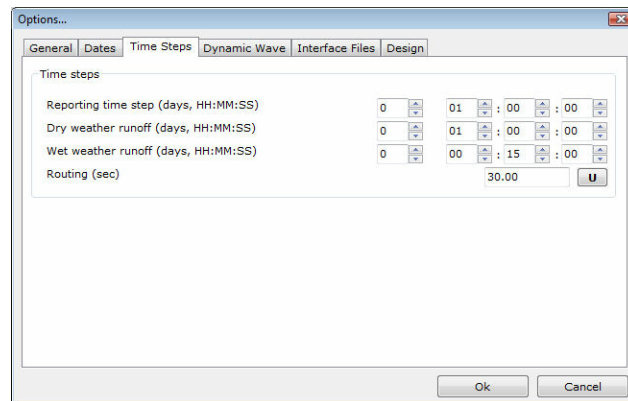 Options...
General Dates Time Steps Dynamic Wave Interface Files Design
Time steps
Reporting time step (days, HH:MM:SS) 0 01 : 00 : 00
Dry weather runoff (days, HH:MM:SS) 0 01 : 00 : 00
Wet weather runoff (days, HH:MM:SS) 0 00 : 15 : 00
Routing (sec) 30.00 U
Ok Cancel